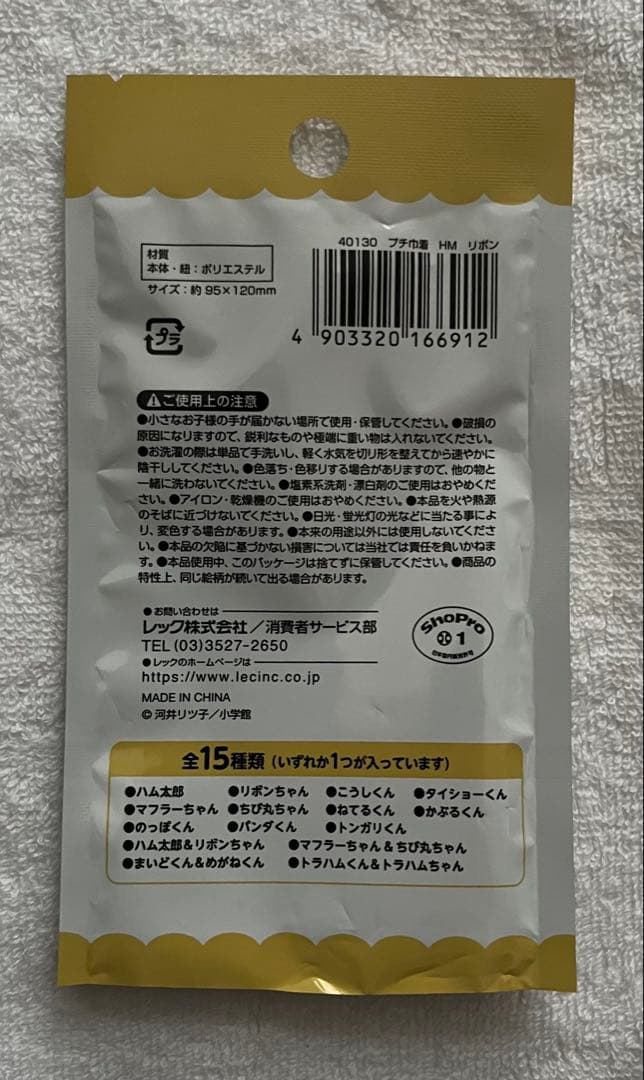 材質
本体・紐：ポリエステル
サイズ：約 95×120mm
プラ
40130 プチ巾着 HM リボン
4 903320 166912
ご使用上の注意
●小さなお子様の手が届かない場所で使用・保管してください。●破損の
原因になりますので、鋭利なものや極端に重い物は入れないでください。
●お洗濯の際は単品で手洗いし、軽く水気を切り形を整えてから速やかに
陰干ししてください。●色落ち・色移りする場合がありますので、他の物と
一緒に洗わないでください。●塩素系洗剤・漂白剤のご使用はおやめくだ
さい。●アイロン・乾燥機のご使用はおやめください。●本品を火や熱源
のそばに近づけないでください。●日光・蛍光灯の光などに当たる事によ
り、変色する場合があります。●本来の用途以外には使用しないでくださ
い。●本品の欠陥に基づかない損害については当社では責任を負いかねま
す。●本品使用中、このパッケージは捨てずに保管してください。●商品の
特性上、同じ絵柄が続いて出る場合があります。
●お問い合わせは
レック株式会社／消費者サービス部
TEL (03)3527-2650
●レックのホームページは
https://www.lecinc.co.jp
MADE IN CHINA
© 河井リツ子／小学館
ShoPro
1
日本国内販売許可
全15種類（いずれか1つが入っています）
●ハム太郎 ●リボンちゃん ●こうしくん ●タイショーくん
●マフラーちゃん ●ちび丸ちゃん ●ねてるくん ●かぶるくん
●のっぽくん ●パンダくん ●トンガリくん
●ハム太郎＆リボンちゃん ●マフラーちゃん＆ちび丸ちゃん
●まいどくん＆めがねくん ●トラハムくん＆トラハムちゃん